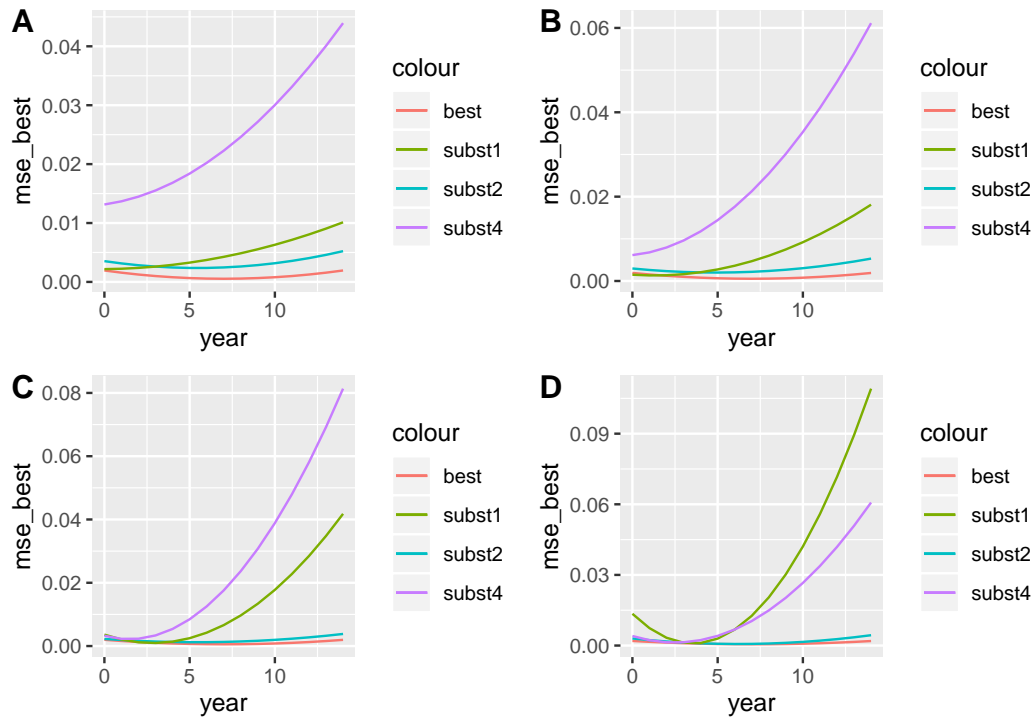 A
0.04
0.03
0.02
0.01
0.00
mse_best
0
5
10
year
colour
best
subst1
subst2
subst4
B
0.06
0.04
0.02
0.00
mse_best
0
5
10
year
colour
best
subst1
subst2
subst4
C
0.08
0.06
0.04
0.02
0.00
mse_best
0
5
10
year
colour
best
subst1
subst2
subst4
D
0.09
0.06
0.03
0.00
mse_best
0
5
10
year
colour
best
subst1
subst2
subst4